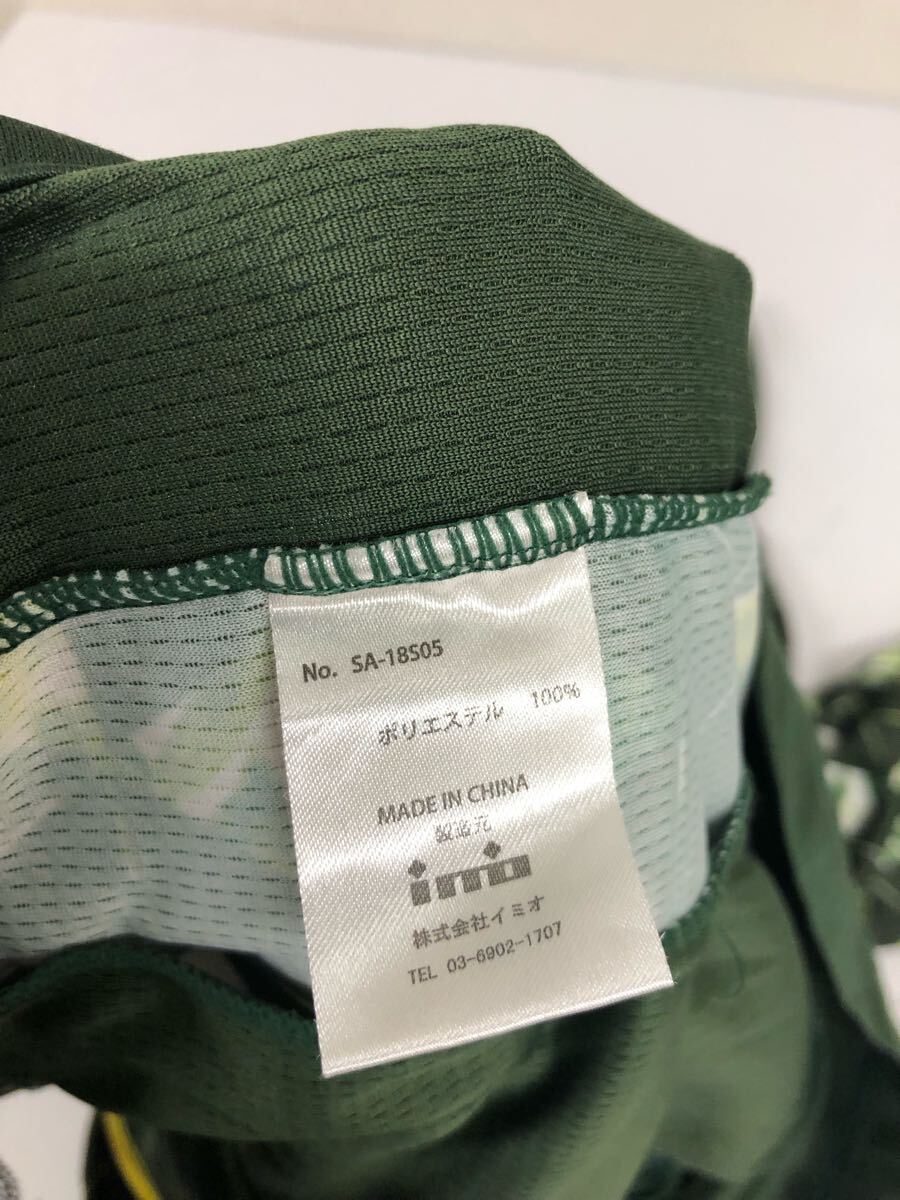 No. SA-18S05
ポリエステル 100%
MADE IN CHINA
製造元
imio
株式会社イミオ
TEL 03-6902-1707